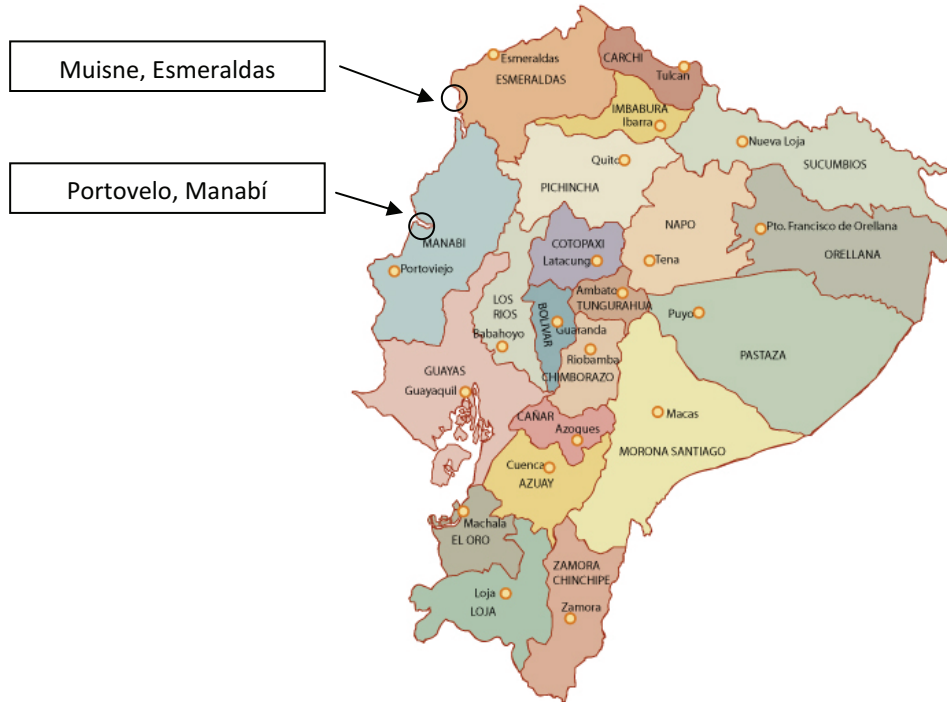 Muisne, Esmeraldas
Portovelo, Manabí
Esmeraldas
ESMERALDAS
CARCHI
Tulcan
IMBABURA
Ibarra
Nueva Loja
SUCUMBIOS
Quito
PICHINCHA
NAPO
Tena
Pto. Francisco de Orellana
ORELLANA
MANABI
Portoviejo
COTOPAXI
Latacung
LOS
RIOS
Babahoyo
BOLIVAR
Guaranda
Ambato
TUNGURAHUA
Puyo
PASTAZA
Riobamba
CHIMBORAZO
GUAYAS
Guayaquil
Macas
MORONA SANTIAGO
CAÑAR
Azoques
Cuenca
AZUAY
Machala
EL ORO
ZAMORA
CHINCHIPE
Zamora
Loja
LOJA